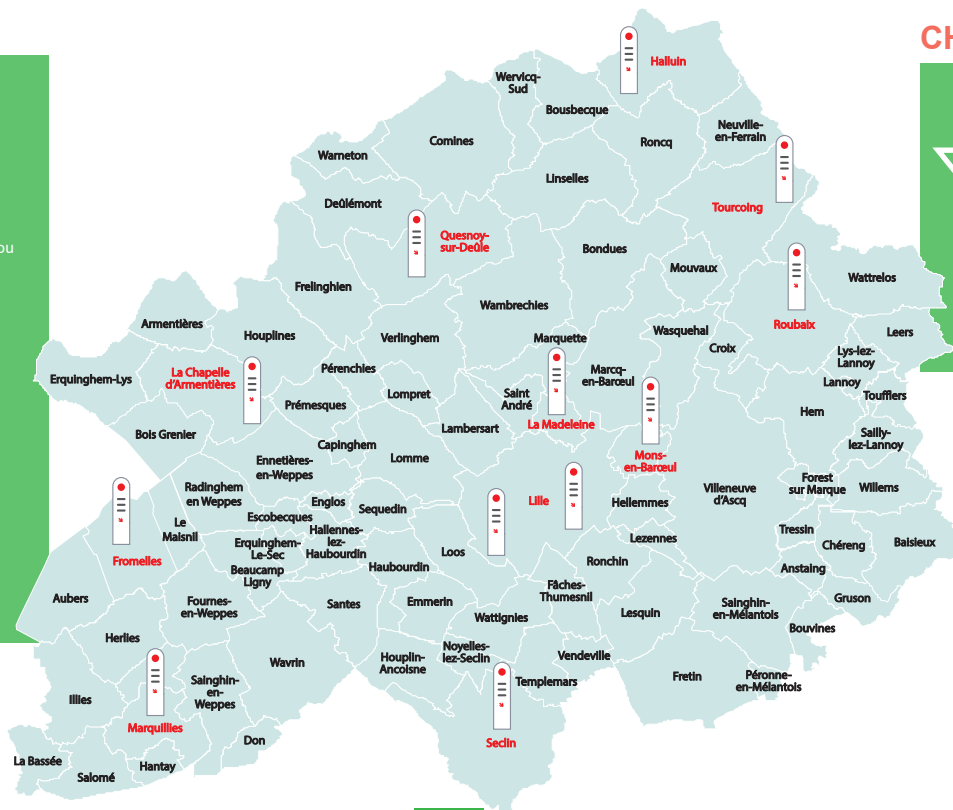 CH
Halluin
Wervicq-
Sud
Bousbecque
Neuville-
en-Ferrain
Comines
Roncq
Warneton
Linselles
Deûlémont
Tourcoing
Quesnoy-
sur-Deûle
ou
Bondues
Mouvaux
Wattrelos
Frelinghien
Wambrechies
Armentières
Houplines
Verlinghem
Marquette
Wasquehal
Roubaix
Leers
Croix
Lys-lez-
Lannoy
La Chapelle
d'Armentières
Erquinghem-Lys
Pérenchies
Marcq-
en-Barœul
Lannoy
Toufflers
Prémesques
Lompret
Saint
André
Hem
La Madeleine
Bois Grenier
Lambersart
Sailly-
lez-Lannoy
Capinghem
Lomme
Mons-
en-Barœul
Ennetières-
en-Weppes
Radinghem
en Weppes
Englos
Sequedin
Lille
Hellemmes
Villeneuve
d'Ascq
Forest
sur Marque
Willems
Escobecques
Le
Maisnil
Hallennes-
lez-
Haubourdin
Erquinghem-
Le-Sec
Lezennes
Tressin
Chéreng
Baisieux
Fromelles
Beaucamp
Ligny
Haubourdin
Loos
Ronchin
Anstaing
Aubers
Fournes-
en-Weppes
Santes
Emmerin
Fâches-
Thumesnil
Gruson
Wattignies
Lesquin
Sainghin-
en-Mélantois
Bouvines
Herlies
Wavrin
Houplin-
Ancoisne
Noyelles-
lez-Seclin
Vendeville
Templemars
Fretin
Péronne-
en-Mélantois
Illies
Sainghin-
en-
Weppes
Marquillies
Seclin
Don
La Bassée
Salomé
Hantay